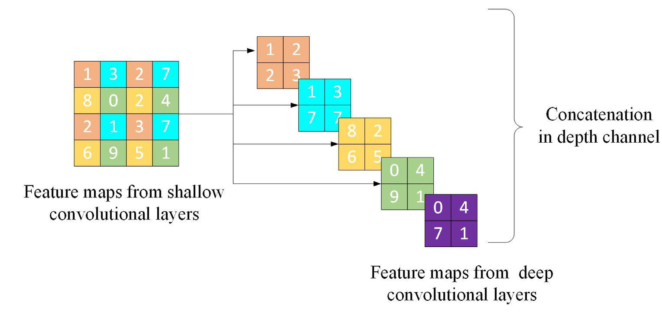 1 3 2 7
8 0 2 4
2 1 3 7
6 9 5 1
Feature maps from shallow
convolutional layers
1 2
2 3
1 3
7 7
8 2
6 5
0 4
9 1
0 4
7 1
Feature maps from deep
convolutional layers
Concatenation
in depth channel